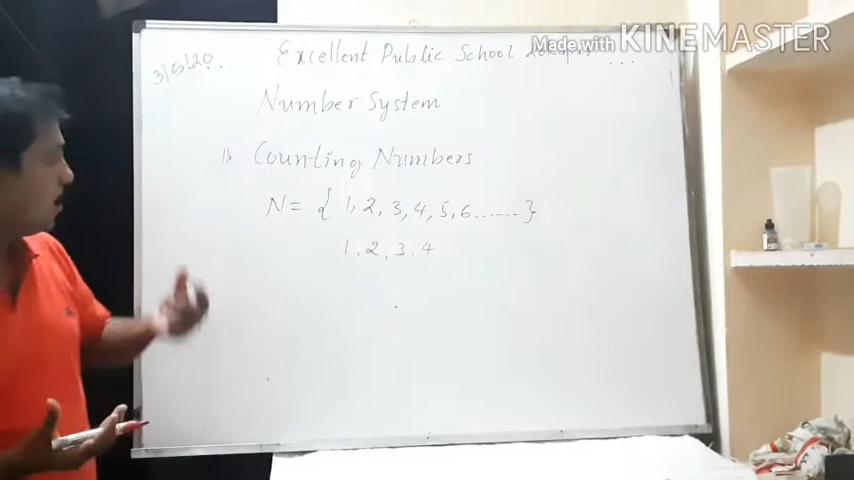 3/5/20.
Excellent Public School
Made with KINEMASTER
Number System
1) Counting Numbers
N = { 1, 2, 3, 4, 5, 6 ...... }
1, 2, 3, 4